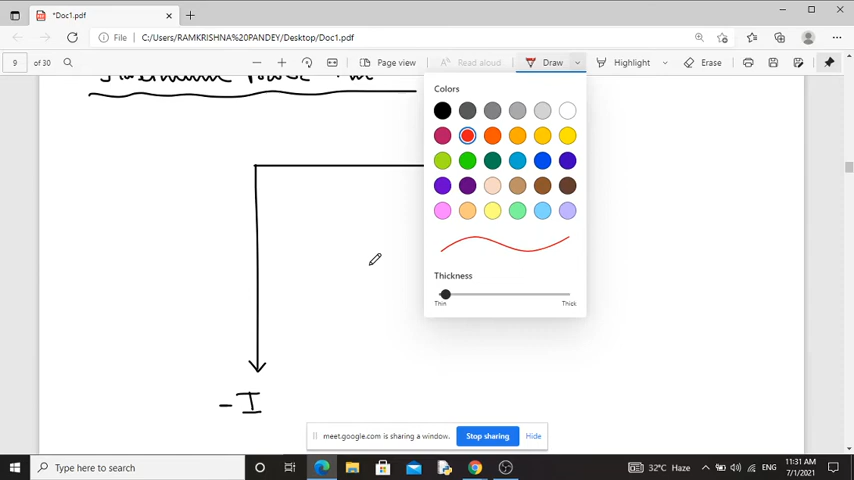 *Doc1.pdf
File C:/Users/RAMKRISHNA%20PANDEY/Desktop/Doc1.pdf
9 of 30 Page view Read aloud Draw Highlight Erase
Colors
Thickness
Thin Thick
- I
meet.google.com is sharing a window. Stop sharing Hide
Type here to search
32°C Haze ENG 11:31 AM
7/1/2021